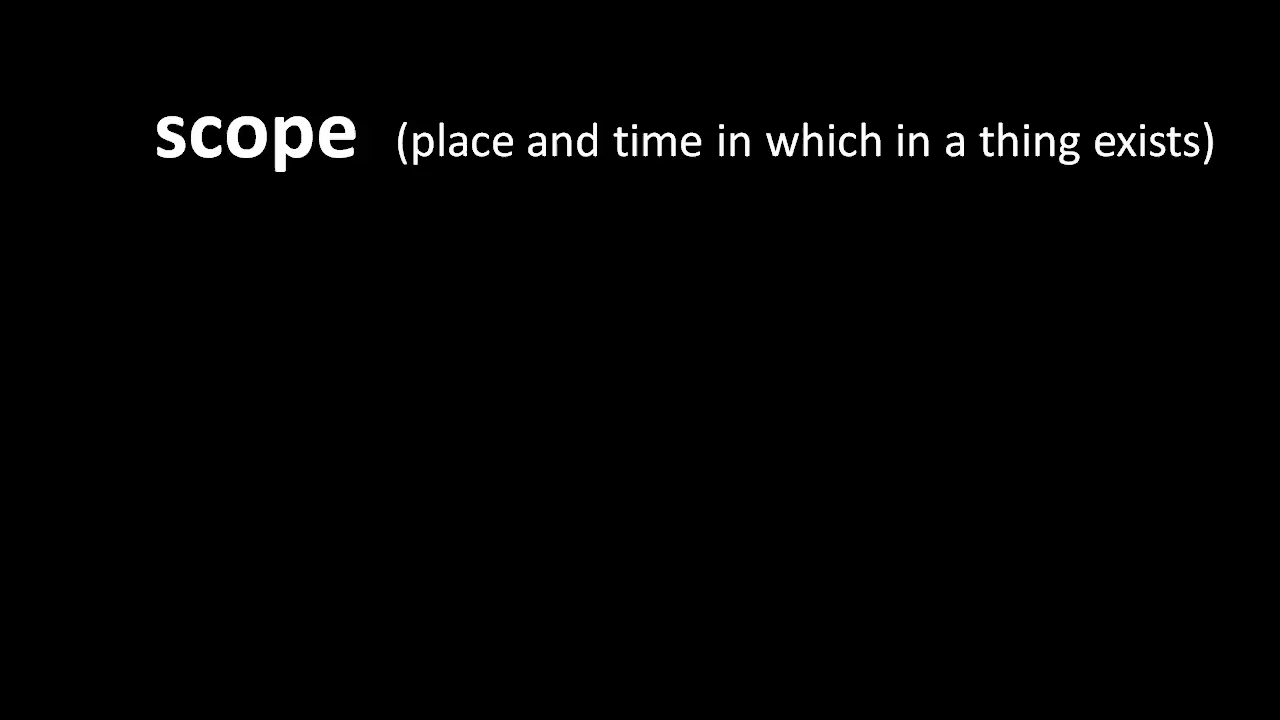 scope (place and time in which in a thing exists)